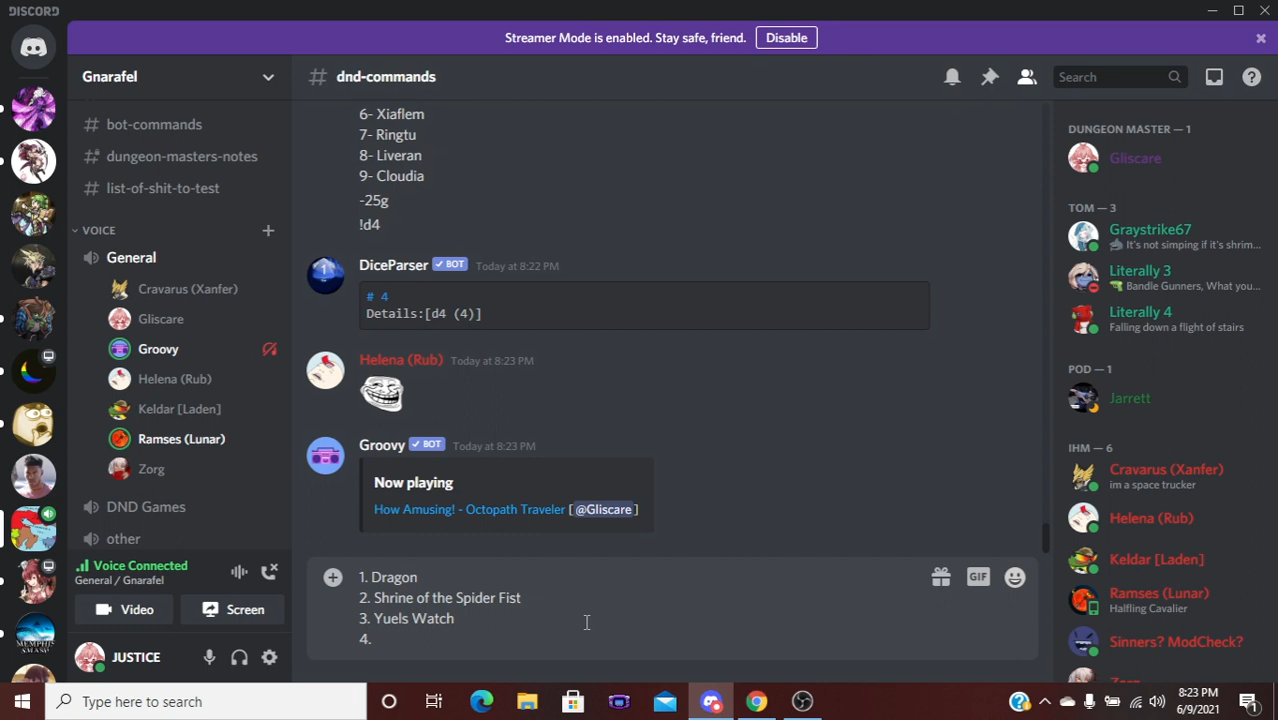 DISCORD
Streamer Mode is enabled. Stay safe, friend. Disable
Gnarafel
bot-commands
dungeon-masters-notes
list-of-shit-to-test
VOICE
General
Cravarus (Xanfer)
Gliscare
Groovy
Helena (Rub)
Keldar [Laden]
Ramses (Lunar)
Zorg
DND Games
other
Voice Connected
General / Gnarafel
Video
Screen
JUSTICE
MEMPHIS
SMASH
dnd-commands
Search
6- Xiaflem
7- Ringtu
8- Liveran
9- Cloudia
-25g
!d4
DiceParser ✓ BOT Today at 8:22 PM
# 4
Details:[d4 (4)]
Helena (Rub) Today at 8:23 PM
Groovy ✓ BOT Today at 8:23 PM
Now playing
How Amusing! - Octopath Traveler [@Gliscare]
1. Dragon
2. Shrine of the Spider Fist
3. Yuels Watch
4.
GIF
DUNGEON MASTER — 1
Gliscare
TOM — 3
Graystrike67
It's not simping if it's shrim...
Literally 3
Bandle Gunners, What you...
Literally 4
Falling down a flight of stairs
POD — 1
Jarrett
IHM — 6
Cravarus (Xanfer)
im a space trucker
Helena (Rub)
Keldar [Laden]
Ramses (Lunar)
Halfling Cavalier
Sinners? ModCheck?
Zorg
Type here to search
8:23 PM
6/9/2021
1